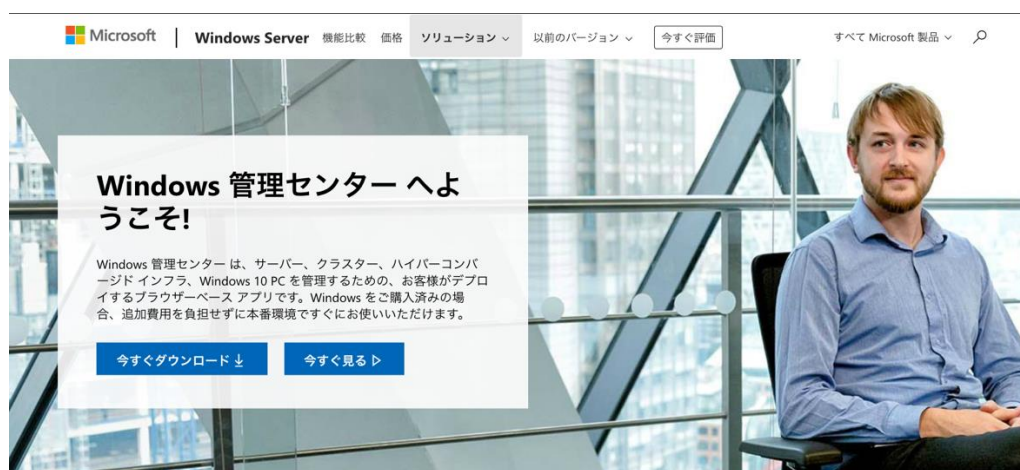 Microsoft | Windows Server 機能比較 価格 ソリューション 以前のバージョン 今すぐ評価 すべて Microsoft 製品
Windows 管理センター へよ
うこそ!
Windows 管理センター は、サーバー、クラスター、ハイパーコンバ
ージド インフラ、Windows 10 PC を管理するための、お客様がデプロ
イするブラウザーベース アプリです。Windows をご購入済みの場
合、追加費用を負担せずに本番環境ですぐにお使いいただけます。
今すぐダウンロード 今すぐ見る